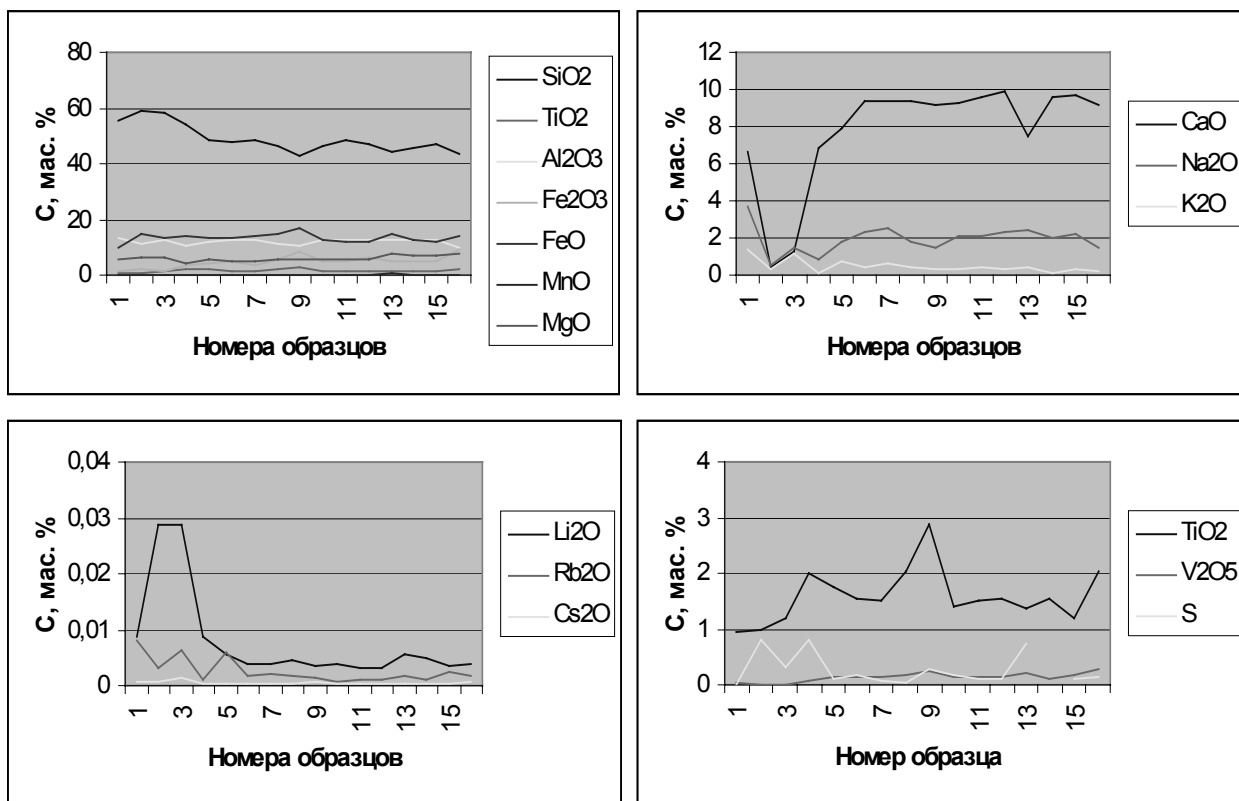 С, мас. %
80
60
40
20
0
1 3 5 7 9 11 13 15
Номера образцов
SiO2
TiO2
Al2O3
Fe2O3
FeO
MnO
MgO
С, мас. %
12
10
8
6
4
2
0
1 3 5 7 9 11 13 15
Номера образцов
CaO
Na2O
K2O
С, мас. %
0,04
0,03
0,02
0,01
0
1 3 5 7 9 11 13 15
Номера образцов
Li2O
Rb2O
Cs2O
С, мас. %
4
3
2
1
0
1 3 5 7 9 11 13 15
Номер образца
TiO2
V2O5
S